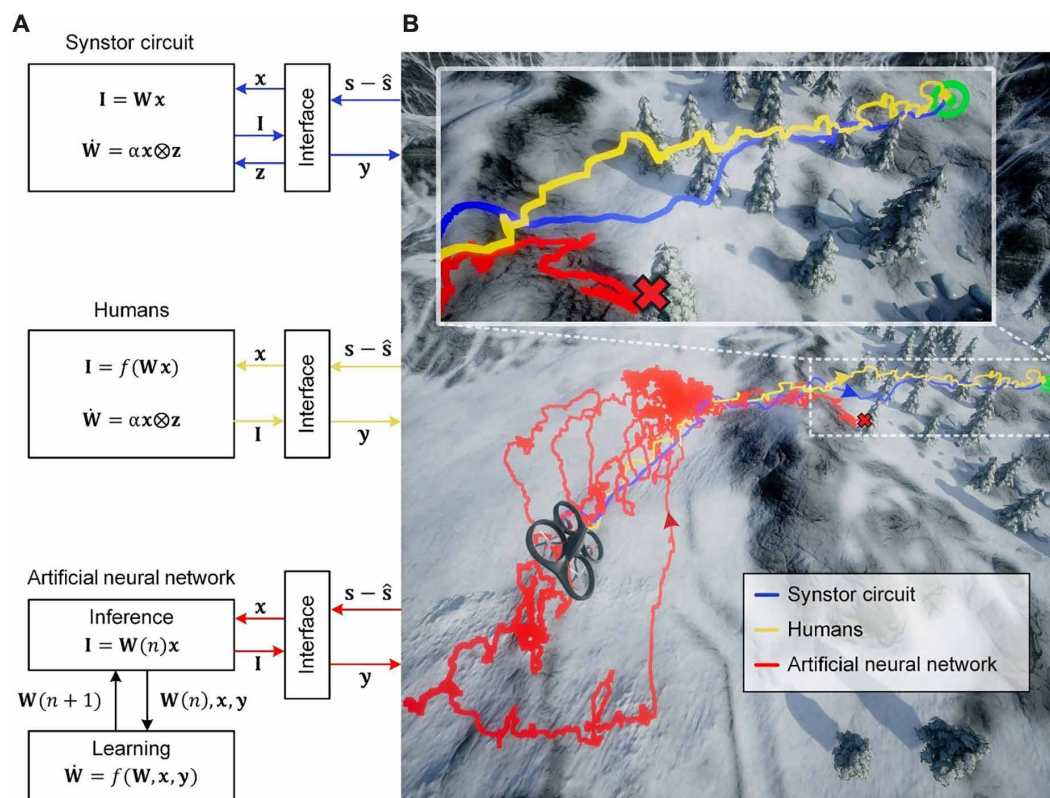 A
Synstor circuit
I = Wx
Ẇ = αx⊗z
x
I
z
Interface
s − ŝ
y
Humans
I = f(Wx)
Ẇ = αx⊗z
x
I
Interface
s − ŝ
y
Artificial neural network
Inference
I = W(n)x
x
I
Interface
s − ŝ
y
W(n+1)
W(n), x, y
Learning
Ẇ = f(W, x, y)
B
Synstor circuit
Humans
Artificial neural network